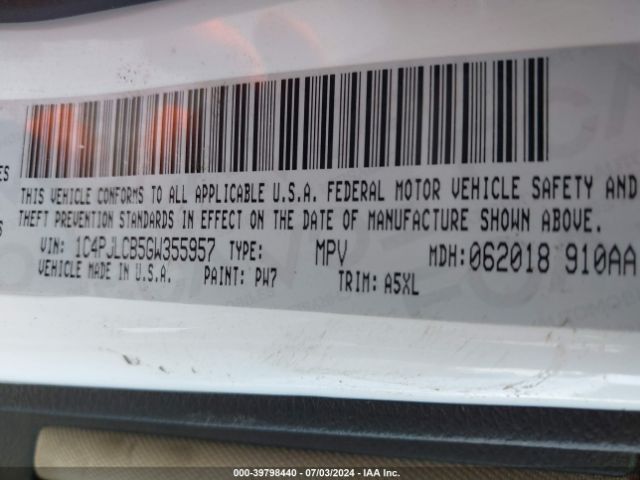 ES
THIS VEHICLE CONFORMS TO ALL APPLICABLE U.S.A. FEDERAL MOTOR VEHICLE SAFETY AND
S
THEFT PREVENTION STANDARDS IN EFFECT ON THE DATE OF MANUFACTURE SHOWN ABOVE.
VIN: 1C4PJLCB5GW355957 TYPE: MPV MDH: 062018 910AA
VEHICLE MADE IN U.S.A. PAINT: PW7 TRIM: A5XL
000-39798440 - 07/03/2024 - IAA Inc.